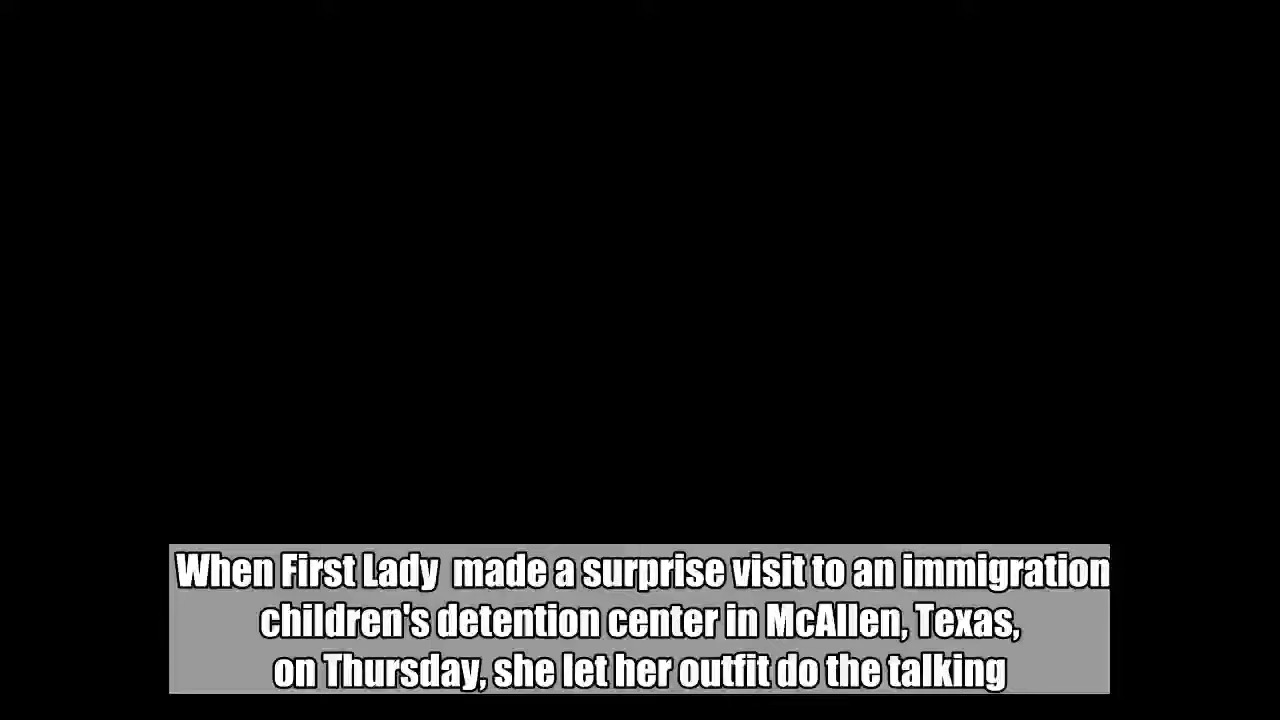 When First Lady  made a surprise visit to an immigration
children's detention center in McAllen, Texas,
on Thursday, she let her outfit do the talking